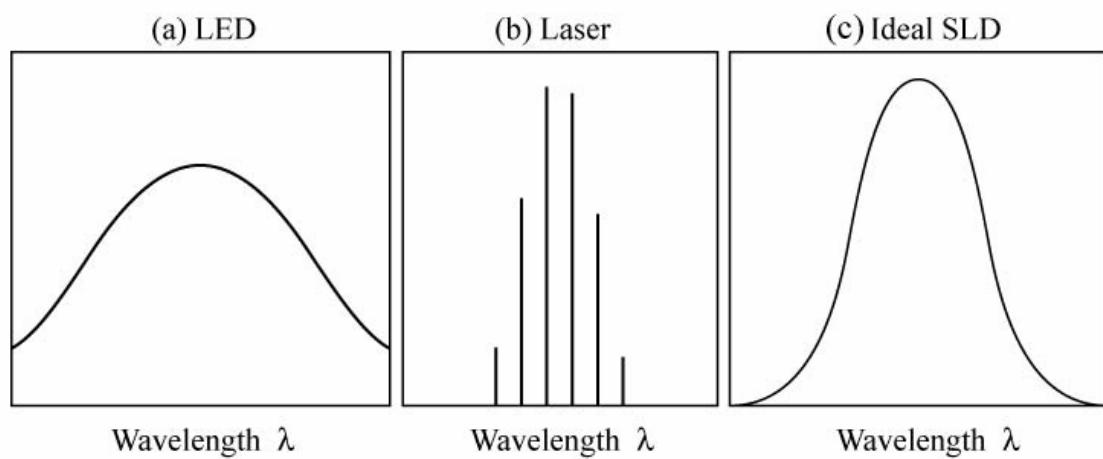 (a) LED
(b) Laser
(c) Ideal SLD
Wavelength λ
Wavelength λ
Wavelength λ